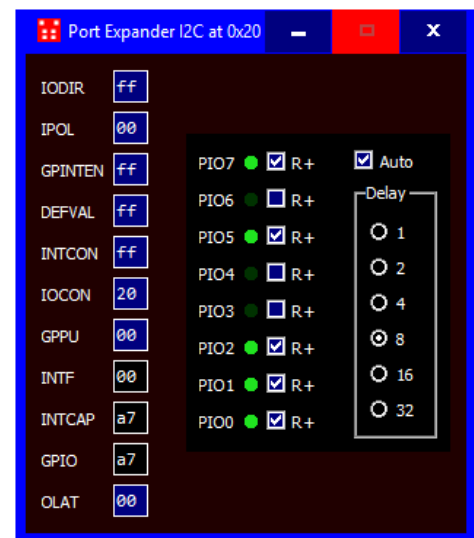 Port Expander I2C at 0x20
IODIR ff
IPOL 00
GPINTEN ff
DEFVAL ff
INTCON ff
IOCON 20
GPPU 00
INTF 00
INTCAP a7
GPIO a7
OLAT 00
PIO7 R+
PIO6 R+
PIO5 R+
PIO4 R+
PIO3 R+
PIO2 R+
PIO1 R+
PIO0 R+
Auto
Delay
1
2
4
8
16
32